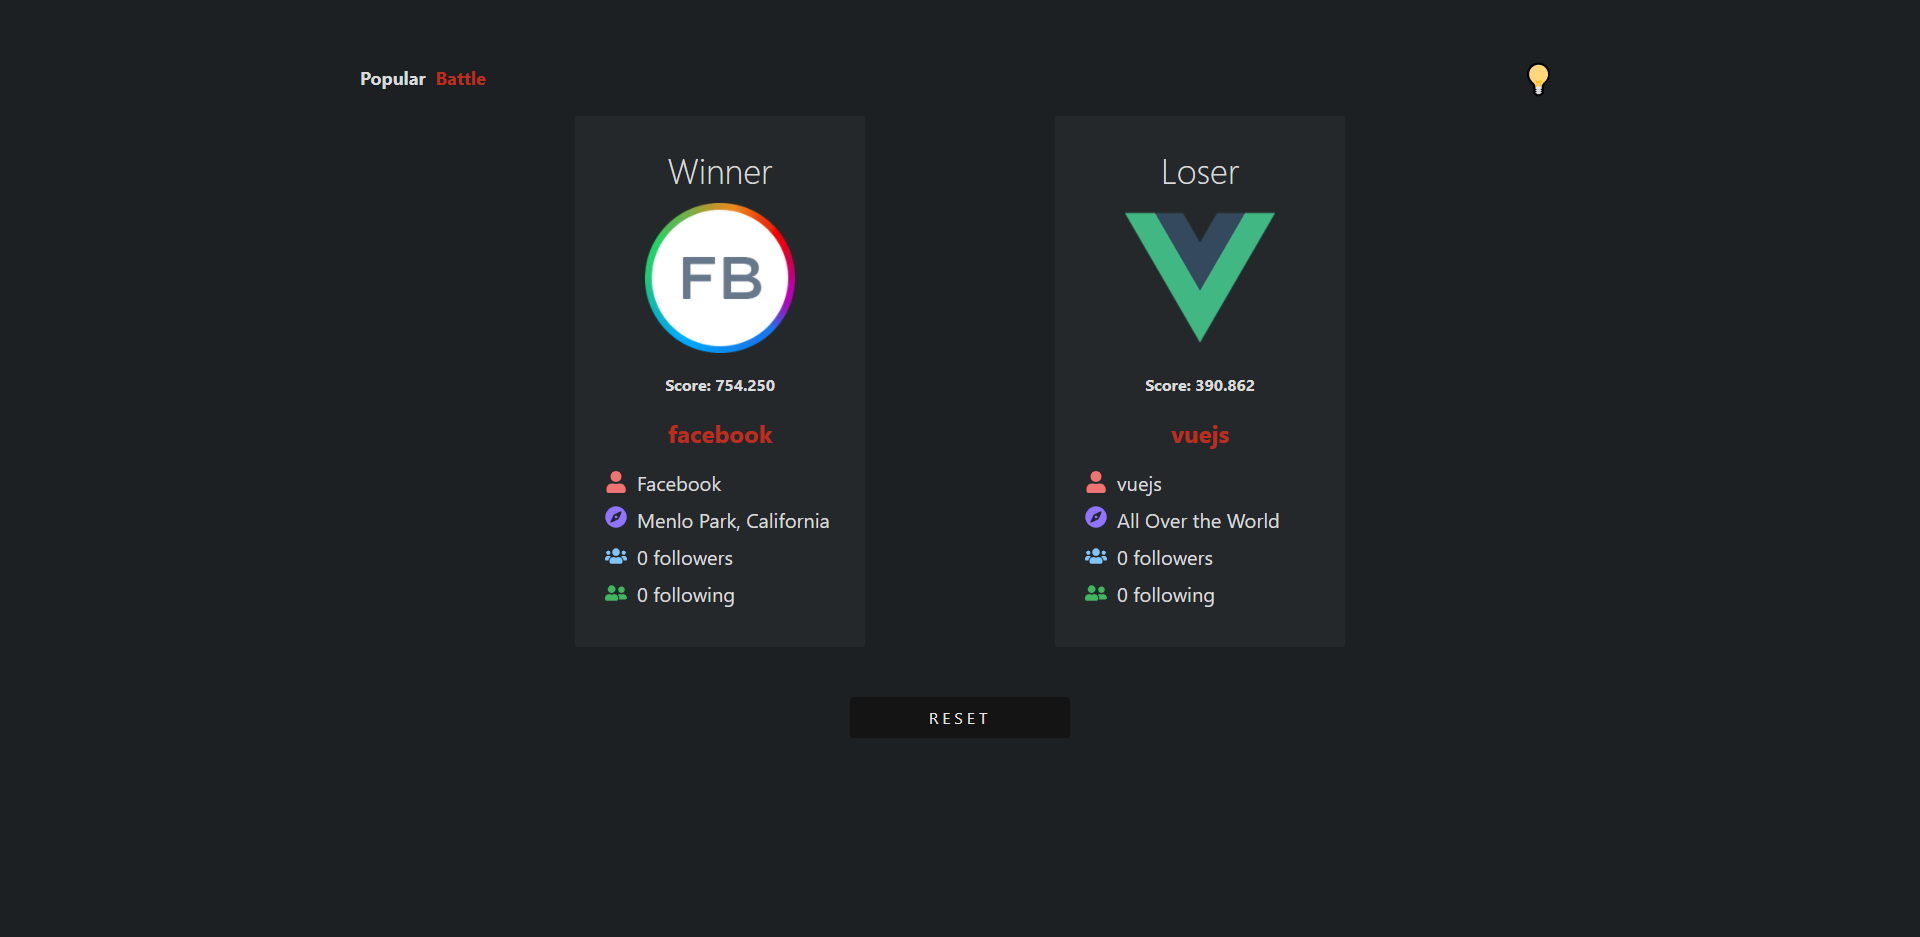 Popular Battle
Winner
FB
Score: 754.250
facebook
Facebook
Menlo Park, California
0 followers
0 following
Loser
Score: 390.862
vuejs
vuejs
All Over the World
0 followers
0 following
RESET